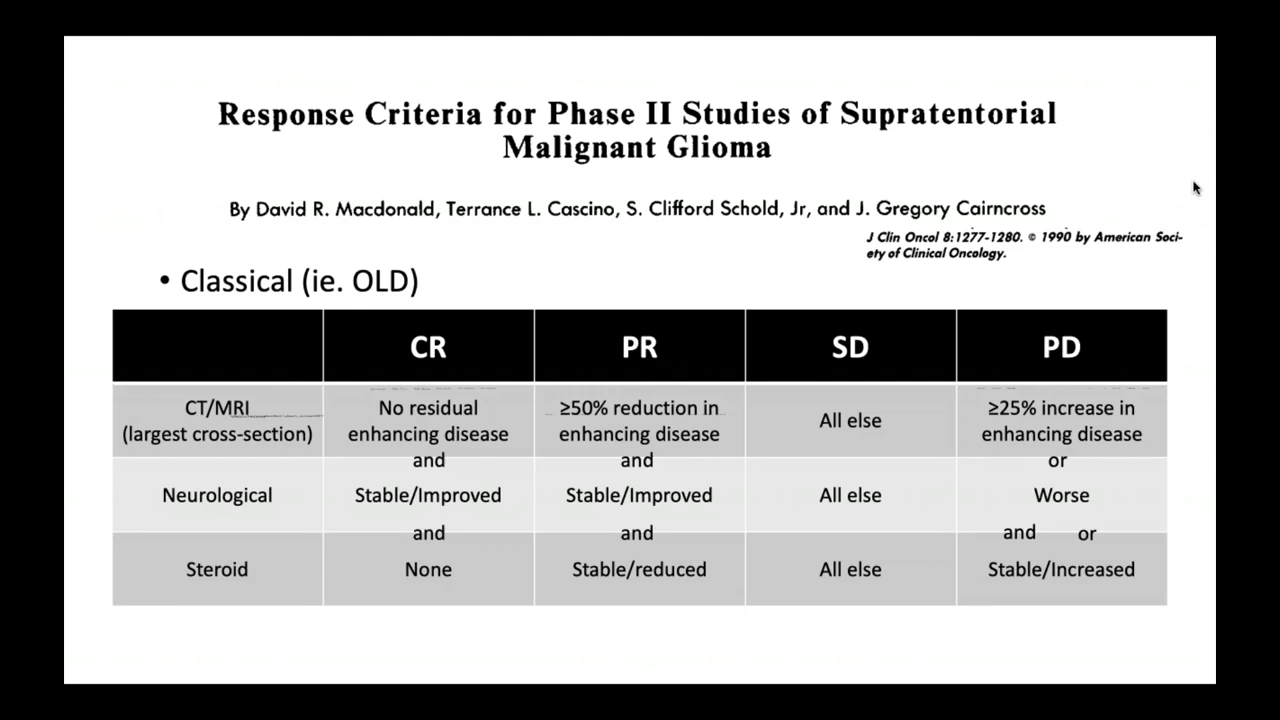 Response Criteria for Phase II Studies of Supratentorial
Malignant Glioma
By David R. Macdonald, Terrance L. Cascino, S. Clifford Schold, Jr, and J. Gregory Cairncross
J Clin Oncol 8:1277-1280. © 1990 by American Soci-
ety of Clinical Oncology.
• Classical (ie. OLD)
CR PR SD PD
CT/MRI
(largest cross-section)
No residual
enhancing disease
and
≥50% reduction in
enhancing disease
and
All else
≥25% increase in
enhancing disease
or
Neurological
Stable/Improved
and
Stable/Improved
and
All else
Worse
and or
Steroid
None
Stable/reduced
All else
Stable/Increased